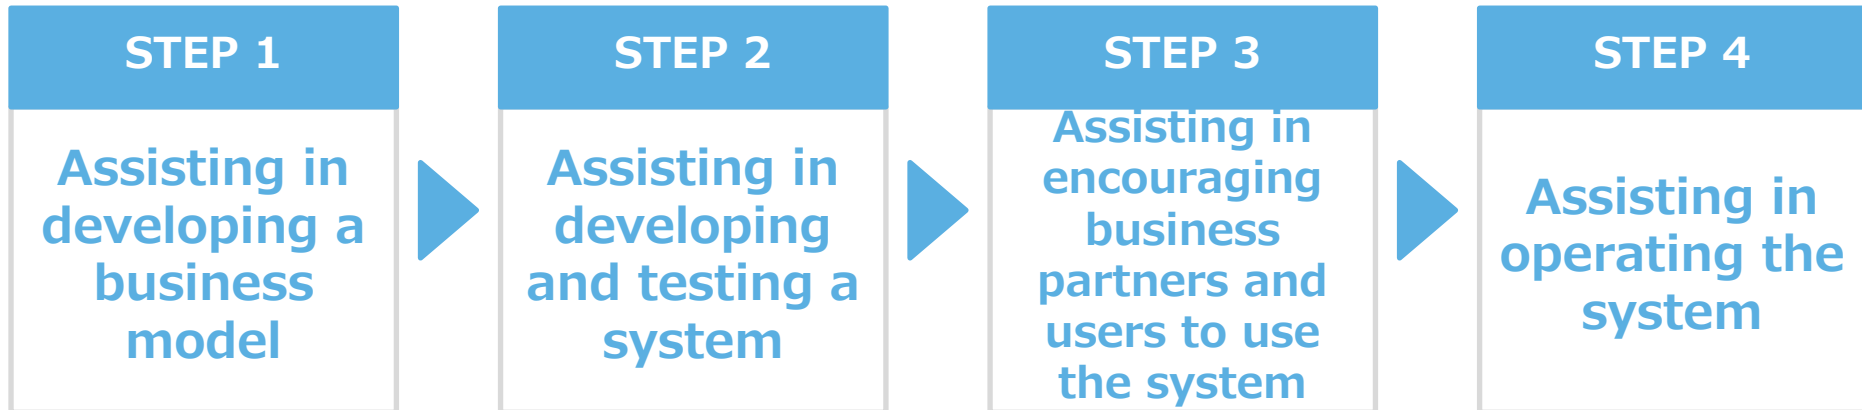 STEP 1
Assisting in
developing a
business
model
STEP 2
Assisting in
developing
and testing a
system
STEP 3
Assisting in
encouraging
business
partners and
users to use
the system
STEP 4
Assisting in
operating the
system